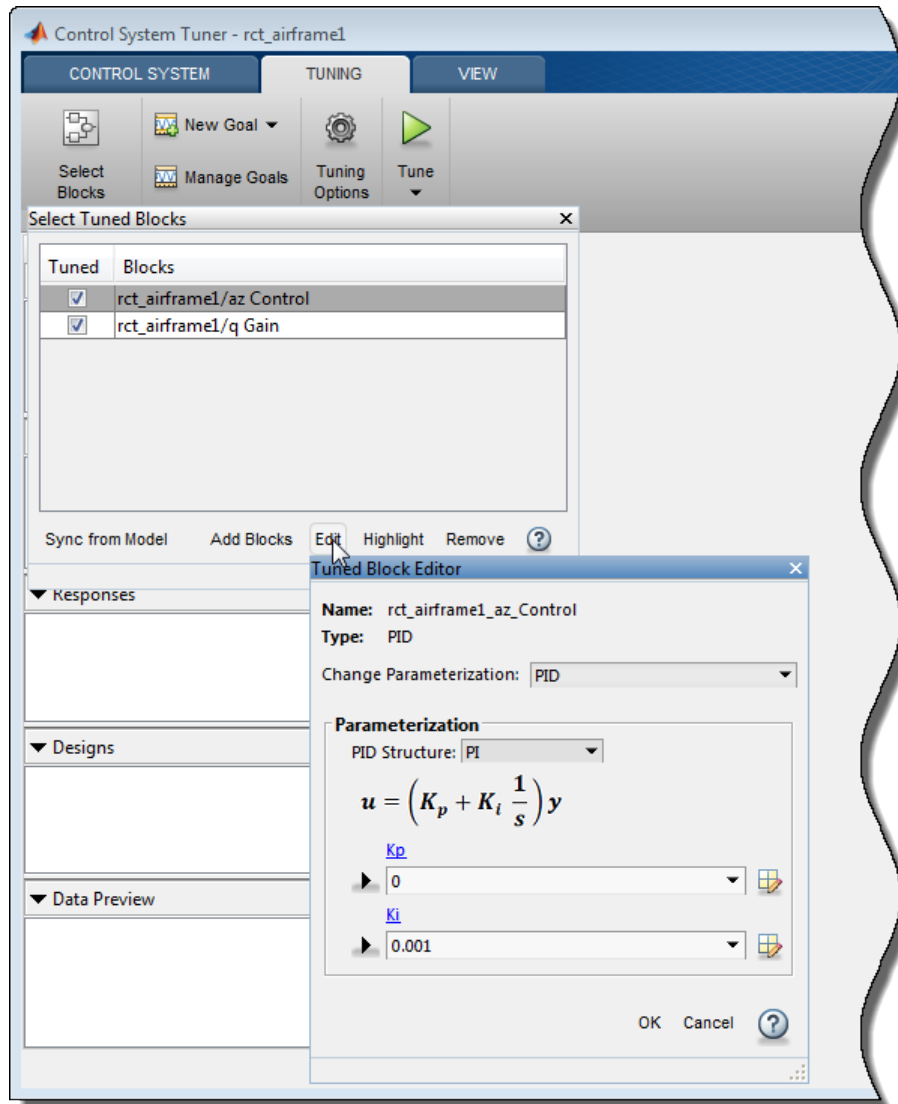 Control System Tuner - rct_airframe1
CONTROL SYSTEM TUNING VIEW
New Goal
Select Blocks
Manage Goals
Tuning Options
Tune
Select Tuned Blocks
Tuned Blocks
rct_airframe1/az Control
rct_airframe1/q Gain
Sync from Model Add Blocks Edit Highlight Remove ?
Tuned Block Editor
Name: rct_airframe1_az_Control
Type: PID
Change Parameterization: PID
Parameterization
PID Structure: PI
u = (K_p + K_i 1/s) y
Kp
0
Ki
0.001
OK Cancel ?
Responses
Designs
Data Preview